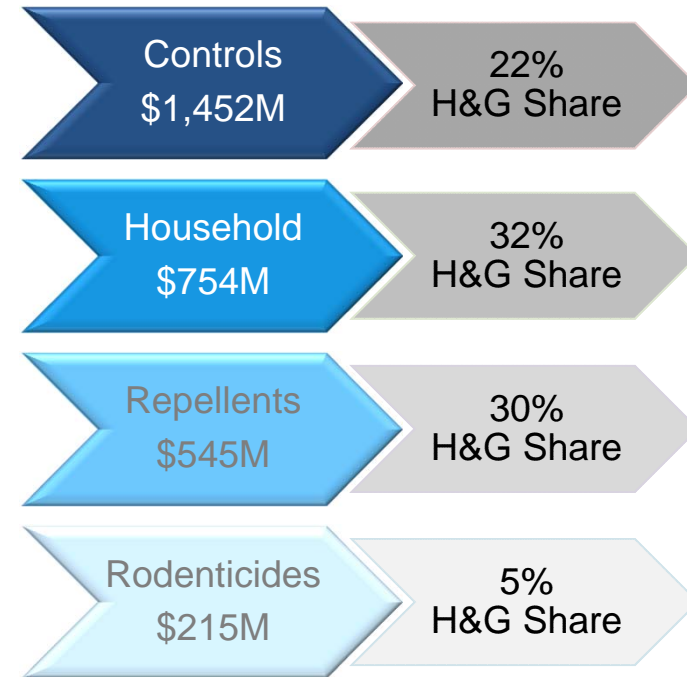 Controls
$1,452M
22%
H&G Share
Household
$754M
32%
H&G Share
Repellents
$545M
30%
H&G Share
Rodenticides
$215M
5%
H&G Share